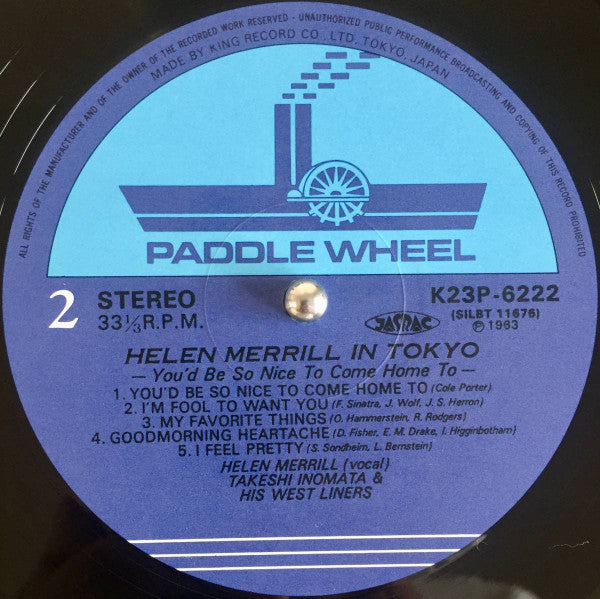 ALL RIGHTS OF THE MANUFACTURER AND OF THE OWNER OF THE RECORDED WORK RESERVED - UNAUTHORIZED PUBLIC PERFORMANCE BROADCASTING AND COPYING OF THIS RECORD PROHIBITED
MADE BY KING RECORD CO., LTD, TOKYO, JAPAN
PADDLE WHEEL
2 STEREO
33⅓ R.P.M.
K23P-6222
(SILBT 11676)
℗ 1963
JASRAC
HELEN MERRILL IN TOKYO
—You'd Be So Nice To Come Home To—
1. YOU'D BE SO NICE TO COME HOME TO (Cole Porter)
2. I'M FOOL TO WANT YOU (F. Sinatra, J. Wolf, J. S. Herron)
3. MY FAVORITE THINGS (O. Hammerstein, R. Rodgers)
4. GOODMORNING HEARTACHE (D. Fisher, E. M. Drake, I. Higginbotham)
5. I FEEL PRETTY (S. Sondheim, L. Bernstein)
HELEN MERRILL (vocal)
TAKESHI INOMATA &
HIS WEST LINERS